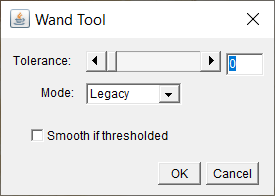 Wand Tool
Tolerance: 0
Mode: Legacy
Smooth if thresholded
OK Cancel